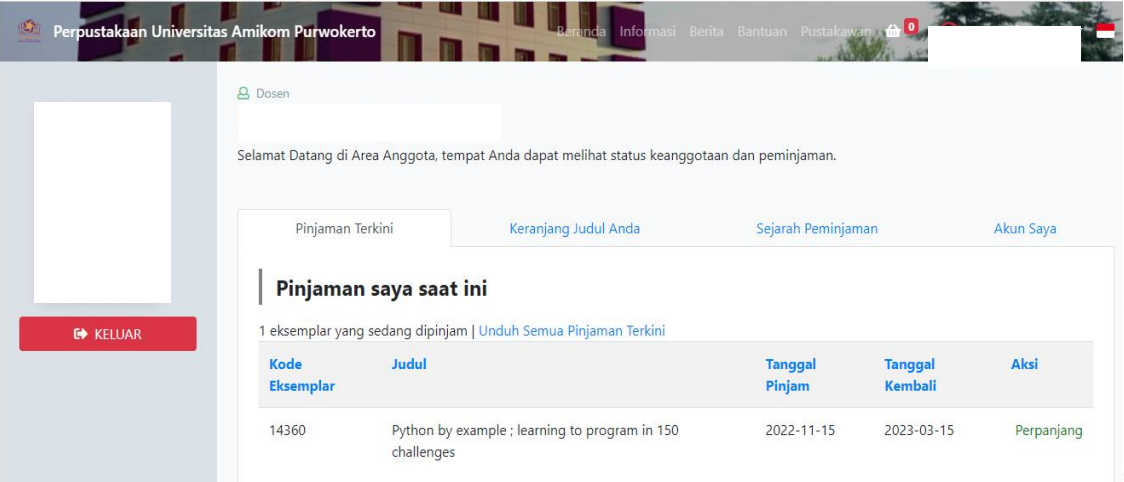 Perpustakaan Universitas Amikom Purwokerto
Beranda Informasi Berita Bantuan Pustakawan 0
Dosen
Selamat Datang di Area Anggota, tempat Anda dapat melihat status keanggotaan dan peminjaman.
Pinjaman Terkini Keranjang Judul Anda Sejarah Peminjaman Akun Saya
Pinjaman saya saat ini
KELUAR
1 eksemplar yang sedang dipinjam | Unduh Semua Pinjaman Terkini
Kode Eksemplar Judul Tanggal Pinjam Tanggal Kembali Aksi
14360 Python by example ; learning to program in 150 challenges 2022-11-15 2023-03-15 Perpanjang